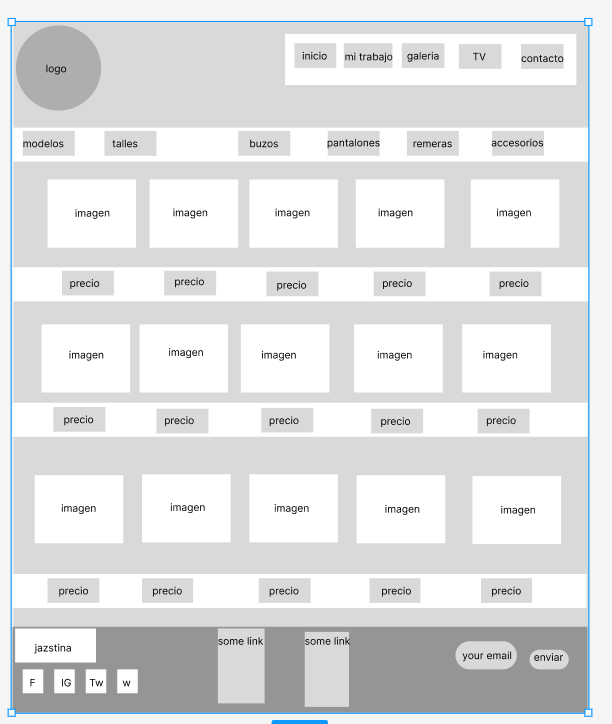 logo
inicio
mi trabajo
galeria
TV
contacto
modelos
talles
buzos
pantalones
remeras
accesorios
imagen
imagen
imagen
imagen
imagen
precio
precio
precio
precio
precio
imagen
imagen
imagen
imagen
imagen
precio
precio
precio
precio
precio
imagen
imagen
imagen
imagen
imagen
precio
precio
precio
precio
precio
jazstina
F
IG
Tw
w
some link
some link
your email
enviar